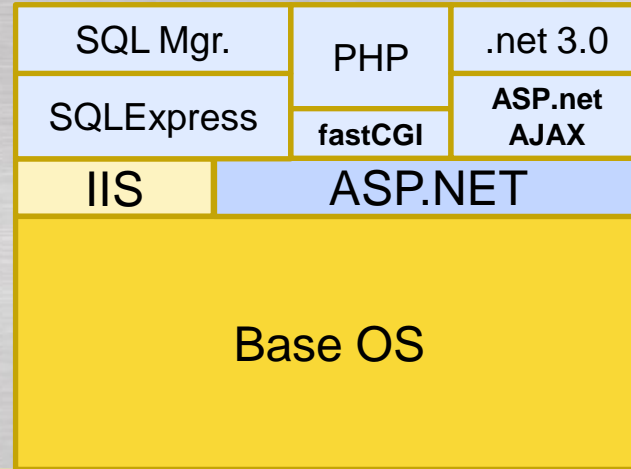 SQL Mgr.
PHP
.net 3.0
SQLExpress
fastCGI
ASP.net
AJAX
IIS
ASP.NET
Base OS